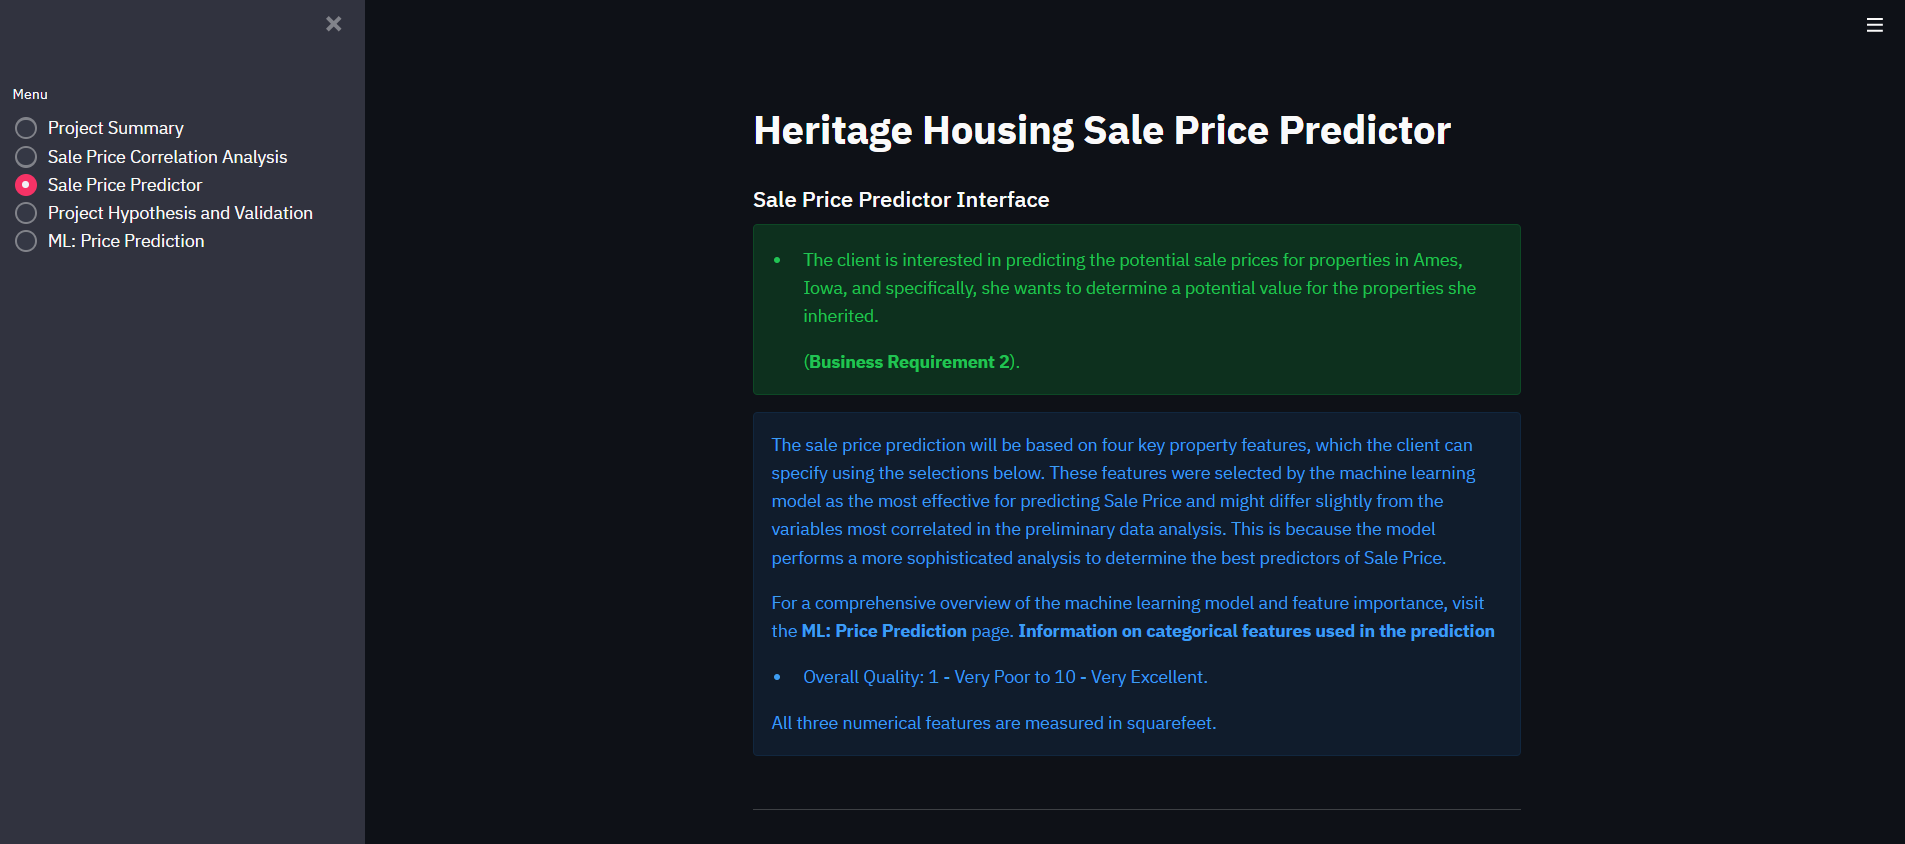 Menu
Project Summary
Sale Price Correlation Analysis
Sale Price Predictor
Project Hypothesis and Validation
ML: Price Prediction
Heritage Housing Sale Price Predictor
Sale Price Predictor Interface
• The client is interested in predicting the potential sale prices for properties in Ames,
Iowa, and specifically, she wants to determine a potential value for the properties she
inherited.
(Business Requirement 2).
The sale price prediction will be based on four key property features, which the client can
specify using the selections below. These features were selected by the machine learning
model as the most effective for predicting Sale Price and might differ slightly from the
variables most correlated in the preliminary data analysis. This is because the model
performs a more sophisticated analysis to determine the best predictors of Sale Price.
For a comprehensive overview of the machine learning model and feature importance, visit
the ML: Price Prediction page. Information on categorical features used in the prediction
• Overall Quality: 1 - Very Poor to 10 - Very Excellent.
All three numerical features are measured in squarefeet.